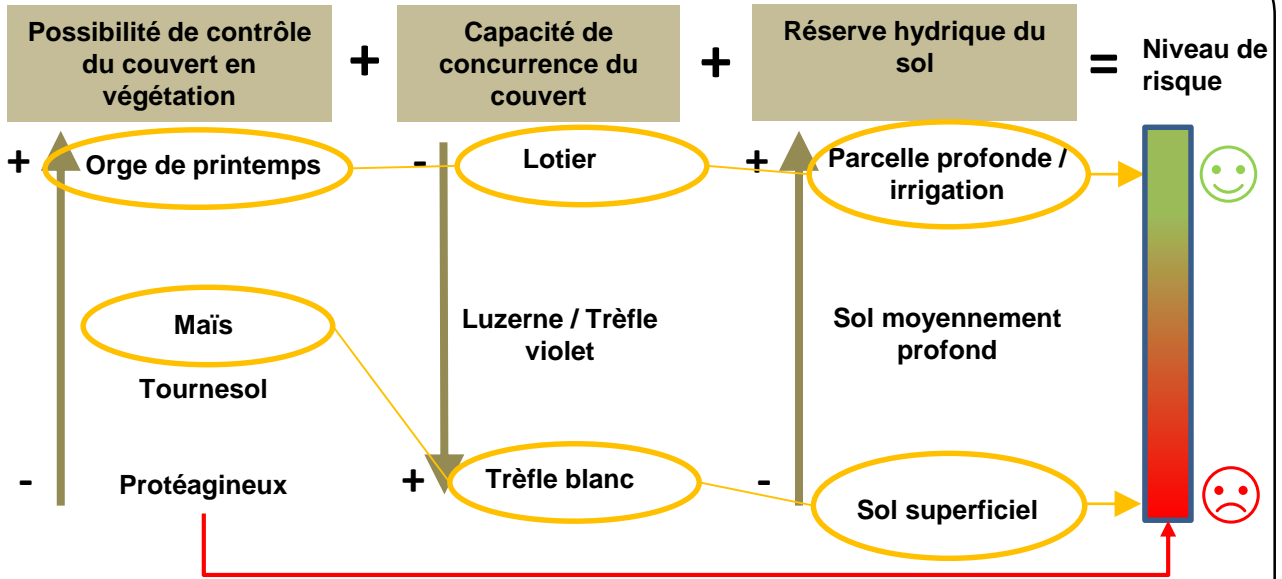 Possibilité de contrôle
du couvert en
végétation
+
Capacité de
concurrence du
couvert
+
Réserve hydrique du
sol
=
Niveau de
risque
+
Orge de printemps
-
Lotier
+
Parcelle profonde /
irrigation
Maïs
Luzerne / Trèfle
violet
Sol moyennement
profond
Tournesol
-
Protéagineux
+
Trèfle blanc
-
Sol superficiel